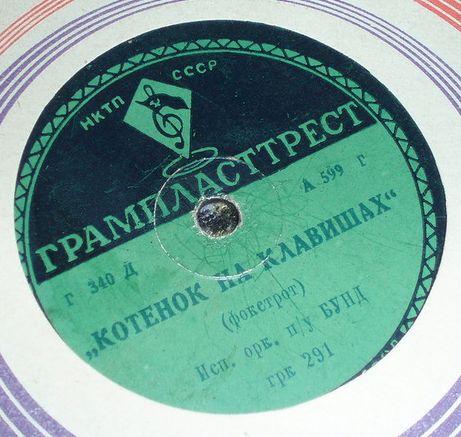 НКТП СССР
ГРАМПЛАСТТРЕСТ
А 599 г
Г 340 Д
„КОТЕНОК НА КЛАВИШАХ“
(фокстрот)
Исп. орк. п/у БУНД
грк 291